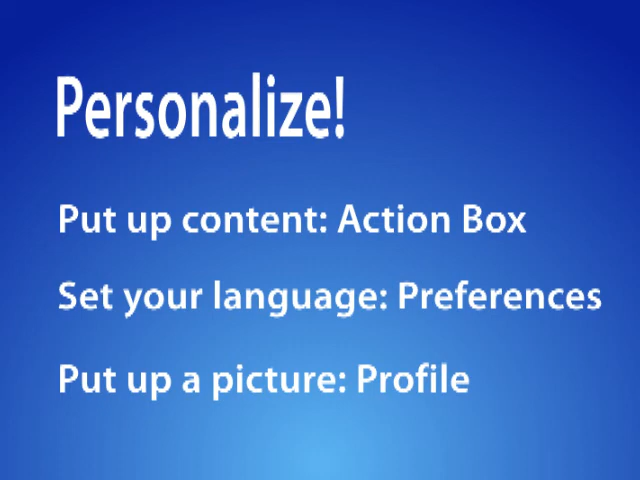 Personalize!
Put up content: Action Box
Set your language: Preferences
Put up a picture: Profile